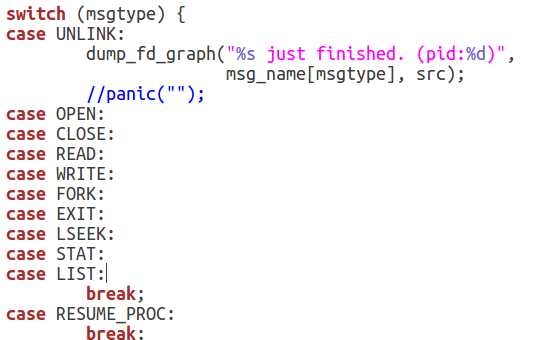 switch (msgtype) {
case UNLINK:
        dump_fd_graph("%s just finished. (pid:%d)",
                      msg_name[msgtype], src);
        //panic("");
case OPEN:
case CLOSE:
case READ:
case WRITE:
case FORK:
case EXIT:
case LSEEK:
case STAT:
case LIST:
        break;
case RESUME_PROC:
        break: